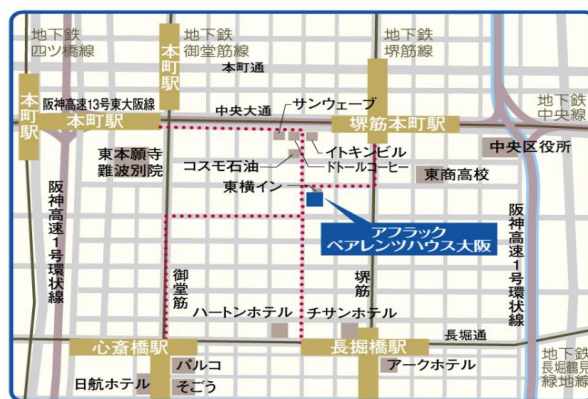 地下鉄
四ツ橋線
地下鉄
御堂筋線
地下鉄
堺筋線
本町通
本町駅
本町駅
阪神高速13号東大阪線
本町駅
中央大通
サンウェーブ
堺筋本町駅
地下鉄
中央線
イトキンビル
ドトールコーヒー
コスモ石油
東本願寺
難波別院
中央区役所
東商高校
東横イン
アフラック
ペアレンツハウス大阪
阪神高速1号環状線
御堂筋
堺筋
阪神高速1号環状線
ハートンホテル
チサンホテル
長堀通
心斎橋駅
長堀橋駅
パルコ
日航ホテル
そごう
アークホテル
地下鉄
長堀鶴見
緑地線